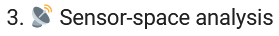 3. 📡 Sensor-space analysis